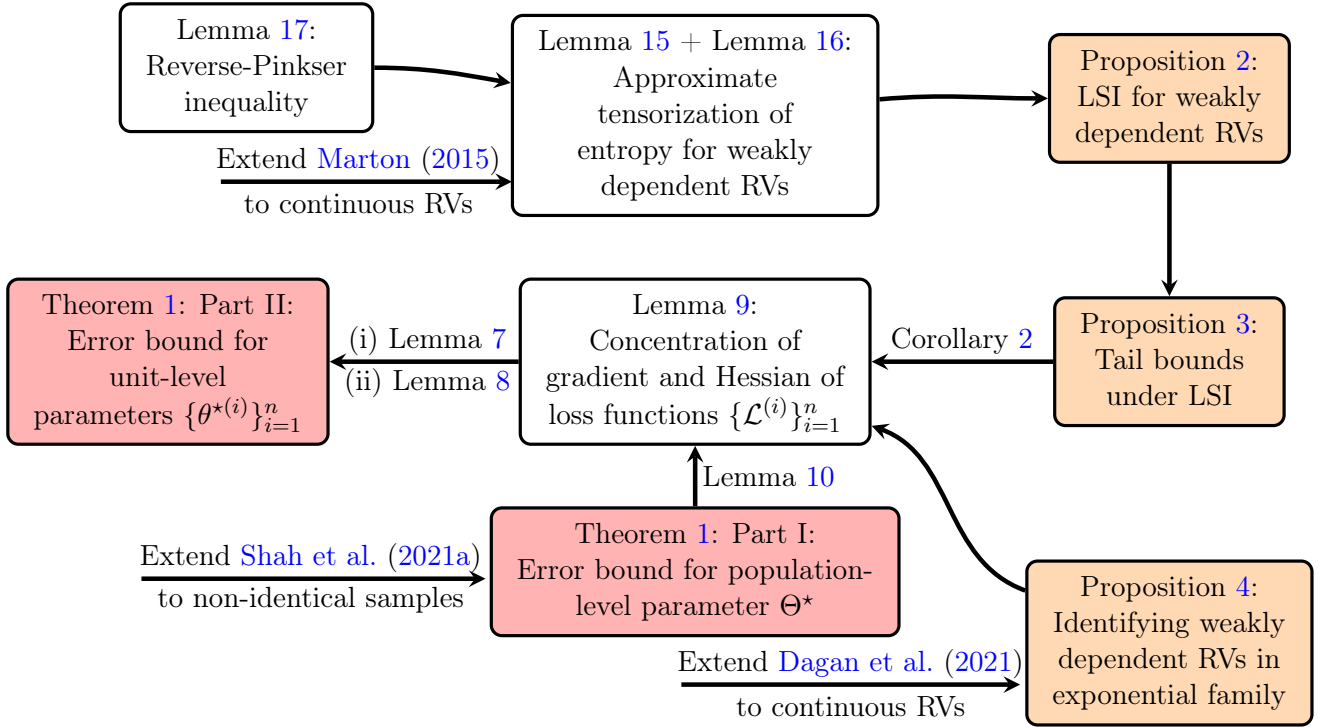 Lemma 17:
Reverse-Pinkser
inequality
Extend Marton (2015)
to continuous RVs
Lemma 15 + Lemma 16:
Approximate
tensorization of
entropy for weakly
dependent RVs
Proposition 2:
LSI for weakly
dependent RVs
Theorem 1: Part II:
Error bound for
unit-level
parameters {θ⋆(i)}ⁿᵢ₌₁
(i) Lemma 7
(ii) Lemma 8
Lemma 9:
Concentration of
gradient and Hessian of
loss functions {ℒ(i)}ⁿᵢ₌₁
Corollary 2
Proposition 3:
Tail bounds
under LSI
Lemma 10
Extend Shah et al. (2021a)
to non-identical samples
Theorem 1: Part I:
Error bound for population-
level parameter Θ⋆
Extend Dagan et al. (2021)
to continuous RVs
Proposition 4:
Identifying weakly
dependent RVs in
exponential family